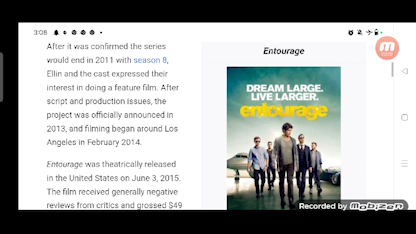 3:08
After it was confirmed the series
would end in 2011 with season 8,
Ellin and the cast expressed their
interest in doing a feature film. After
script and production issues, the
project was officially announced in
2013, and filming began around Los
Angeles in February 2014.
Entourage was theatrically released
in the United States on June 3, 2015.
The film received generally negative
reviews from critics and grossed $49
Entourage
DREAM LARGE.
LIVE LARGER.
entourage
M
Recorded by Mobizen